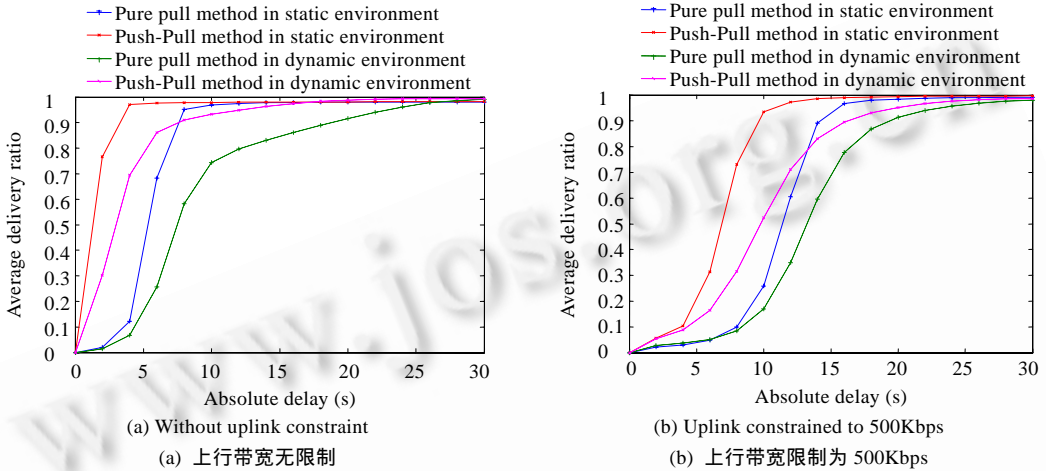 Pure pull method in static environment
Push-Pull method in static environment
Pure pull method in dynamic environment
Push-Pull method in dynamic environment
1
0.9
0.8
0.7
0.6
0.5
0.4
0.3
0.2
0.1
0
Average delivery ratio
0 5 10 15 20 25 30
Absolute delay (s)
(a) Without uplink constraint
(a) 上行带宽无限制
Pure pull method in static environment
Push-Pull method in static environment
Pure pull method in dynamic environment
Push-Pull method in dynamic environment
1
0.9
0.8
0.7
0.6
0.5
0.4
0.3
0.2
0.1
0
Average delivery ratio
0 5 10 15 20 25 30
Absolute delay (s)
(b) Uplink constrained to 500Kbps
(b) 上行带宽限制为 500Kbps
www.jos.org.cn